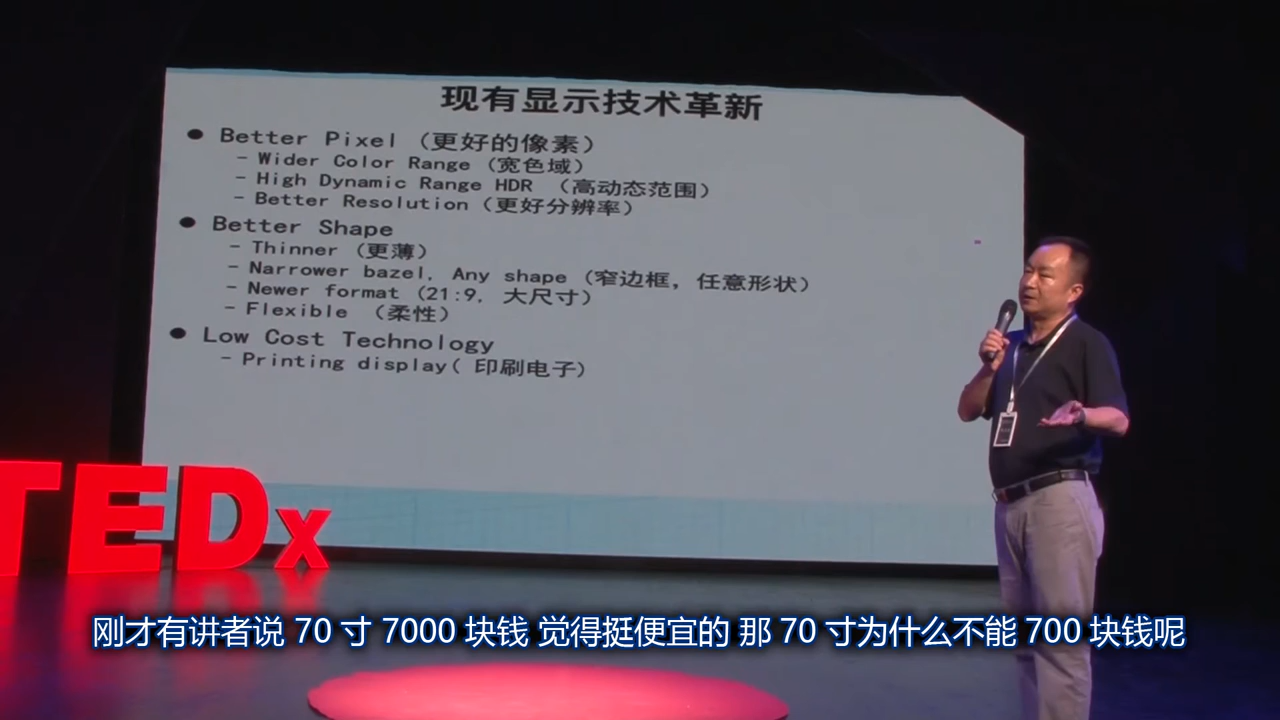 现有显示技术革新
● Better Pixel (更好的像素)
- Wider Color Range (宽色域)
- High Dynamic Range HDR (高动态范围)
- Better Resolution (更好分辨率)
● Better Shape
- Thinner (更薄)
- Narrower bazel, Any shape (窄边框, 任意形状)
- Newer format (21:9, 大尺寸)
- Flexible (柔性)
● Low Cost Technology
- Printing display( 印刷电子)
TEDx
刚才有讲者说 70 寸 7000 块钱 觉得挺便宜的 那 70 寸为什么不能 700 块钱呢